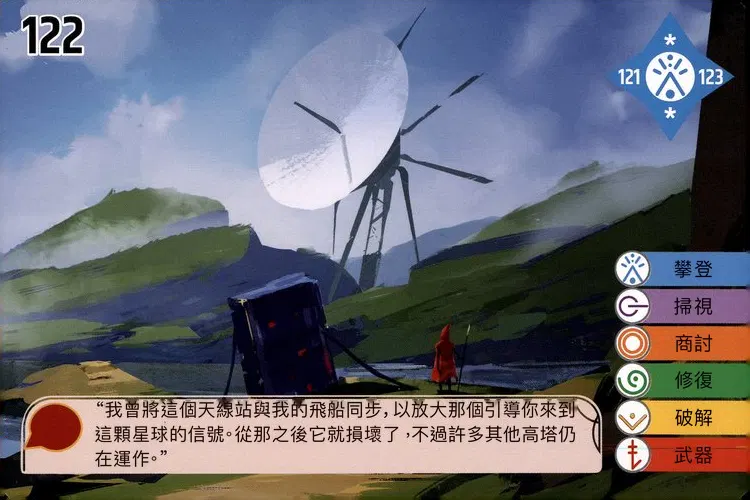 122
*
121 123
*
攀登
掃視
商討
修復
破解
武器
“我曾將這個天線站與我的飛船同步，以放大那個引導你來到
這顆星球的信號。從那之後它就損壞了，不過許多其他高塔仍
在運作。”